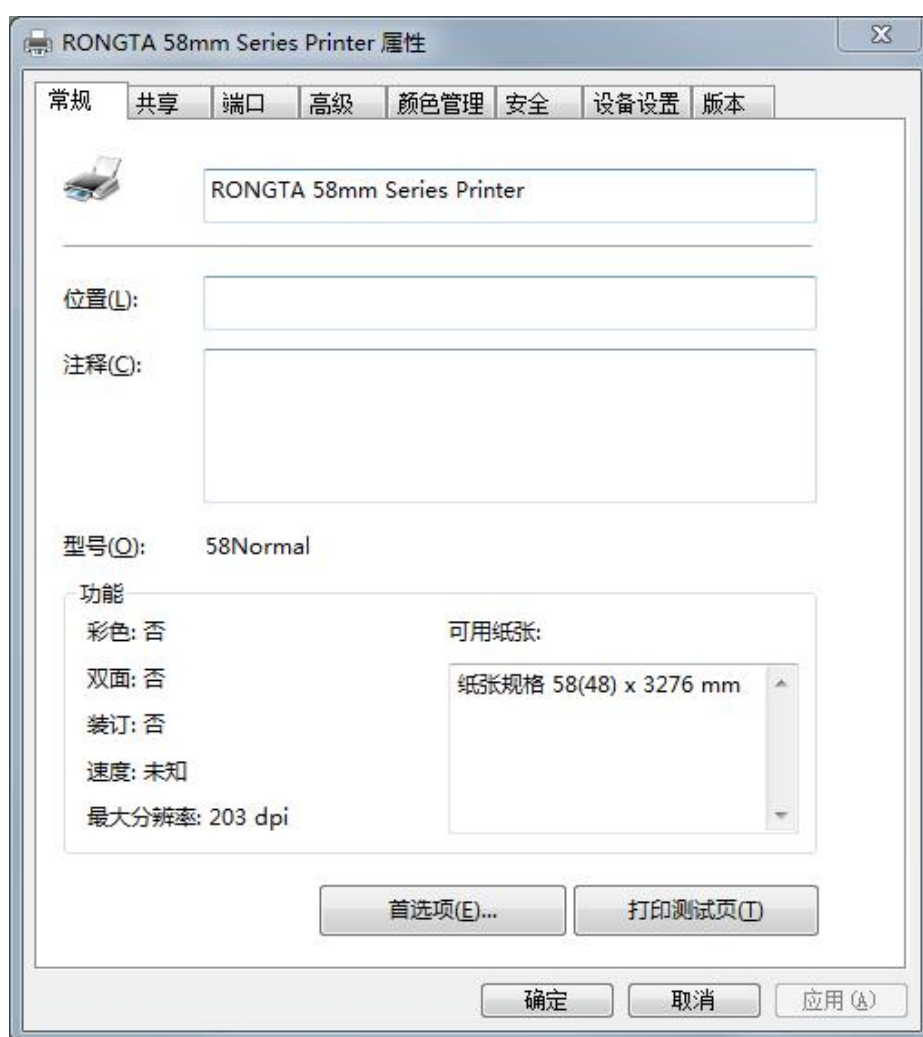 RONGTA 58mm Series Printer 属性
常规 共享 端口 高级 颜色管理 安全 设备设置 版本
RONGTA 58mm Series Printer
位置(L):
注释(C):
型号(O): 58Normal
功能
彩色: 否 可用纸张:
双面: 否 纸张规格 58(48) x 3276 mm
装订: 否
速度: 未知
最大分辨率: 203 dpi
首选项(E)... 打印测试页(T)
确定 取消 应用(A)